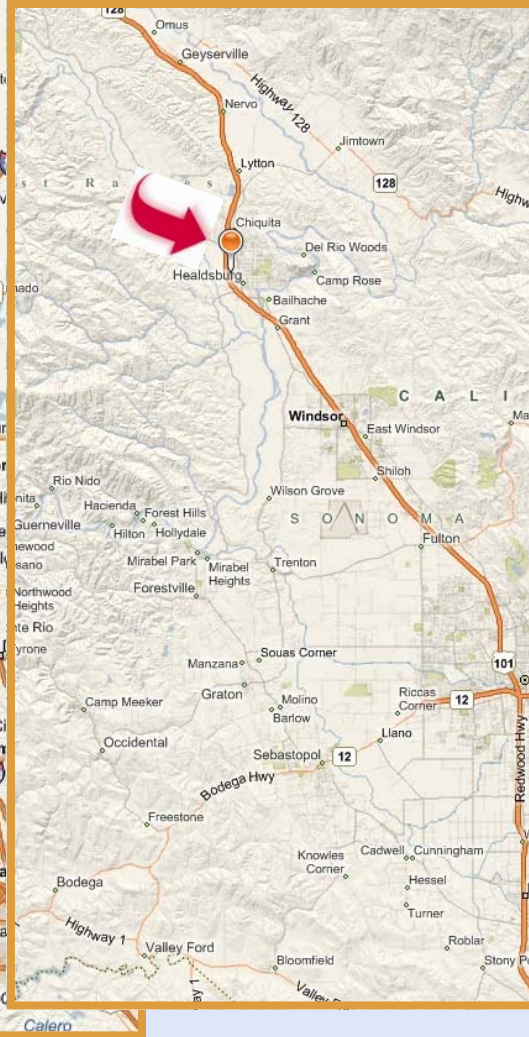 128
Omus
Geyserville
Highway 128
Nervo
Jimtown
Lytton
128
Chiquita
Del Rio Woods
Healdsburg
Camp Rose
Bailhache
Grant
C A L I
Windsor
East Windsor
Shiloh
Rio Nido
Wilson Grove
Hacienda
Forest Hills
S O N O M A
Guerneville
Hilton
Hollydale
Fulton
Mirabel Park
Mirabel
Heights
Trenton
Forestville
Northwood
Heights
Souas Corner
Manzana
101
Graton
Riccas
Corner
12
Camp Meeker
Molino
Barlow
Llano
Occidental
Sebastopol
12
Redwood Hwy
Bodega Hwy
Freestone
Knowles
Corner
Cadwell
Cunningham
Bodega
Hessel
Turner
Highway 1
Valley Ford
Roblar
Bloomfield
Stony
Valley
Calero